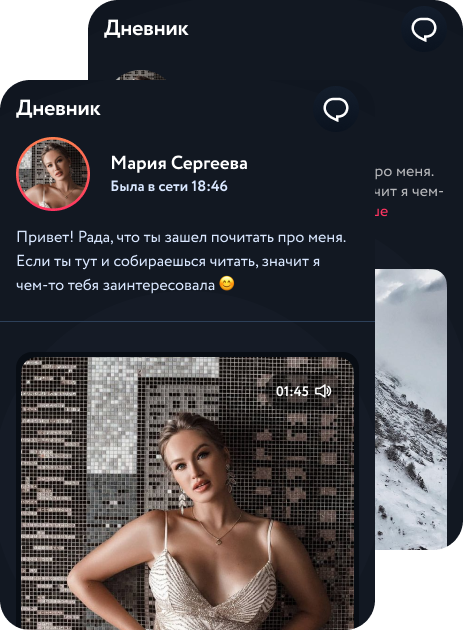 Дневник
Дневник
Мария Сергеева
Была в сети 18:46
Привет! Рада, что ты зашел почитать про меня.
Если ты тут и собираешься читать, значит я
чем-то тебя заинтересовала 😊
01:45
ро меня.
чит я чем-
ще